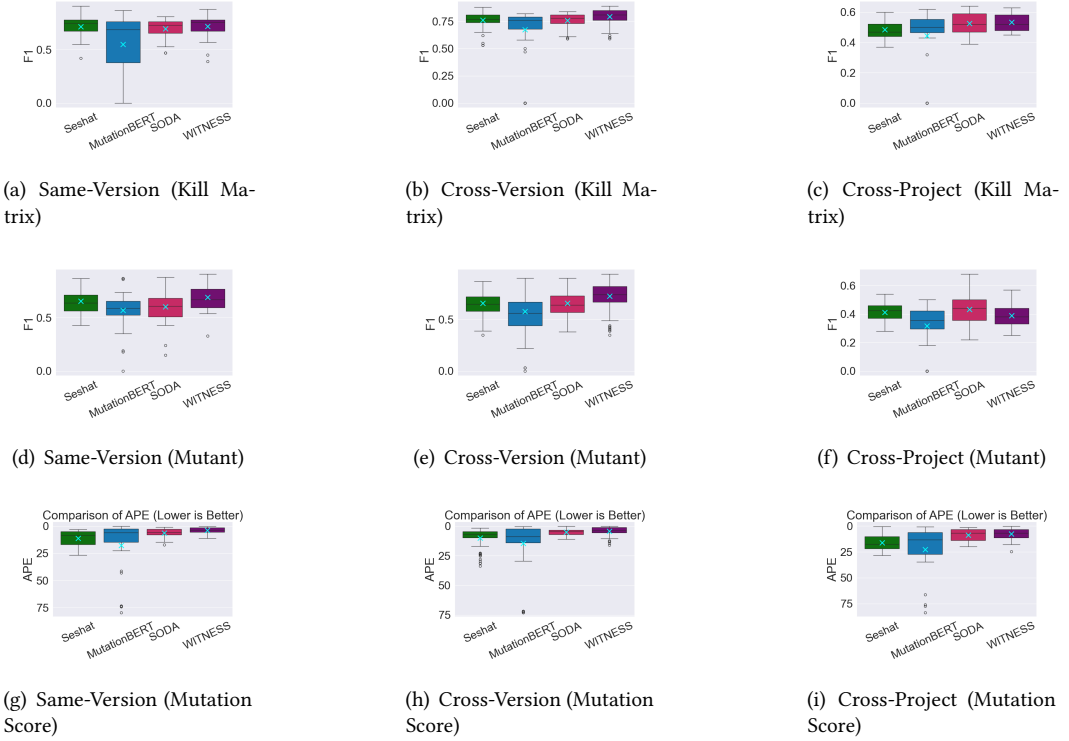 0.5
0.0
F1
Seshat
MutationBERT
SODA
WITNESS
(a) Same-Version (Kill Ma-
trix)
0.75
0.50
0.25
0.00
F1
Seshat
MutationBERT
SODA
WITNESS
(b) Cross-Version (Kill Ma-
trix)
0.6
0.4
0.2
0.0
F1
Seshat
MutationBERT
SODA
WITNESS
(c) Cross-Project (Kill Ma-
trix)
0.5
0.0
F1
Seshat
MutationBERT
SODA
WITNESS
(d) Same-Version (Mutant)
0.5
0.0
F1
Seshat
MutationBERT
SODA
WITNESS
(e) Cross-Version (Mutant)
0.6
0.4
0.2
0.0
F1
Seshat
MutationBERT
SODA
WITNESS
(f) Cross-Project (Mutant)
Comparison of APE (Lower is Better)
0
25
50
75
APE
Seshat
MutationBERT
SODA
WITNESS
(g) Same-Version (Mutation
Score)
Comparison of APE (Lower is Better)
0
25
50
75
APE
Seshat
MutationBERT
SODA
WITNESS
(h) Cross-Version (Mutation
Score)
Comparison of APE (Lower is Better)
0
25
50
75
APE
Seshat
MutationBERT
SODA
WITNESS
(i) Cross-Project (Mutation
Score)